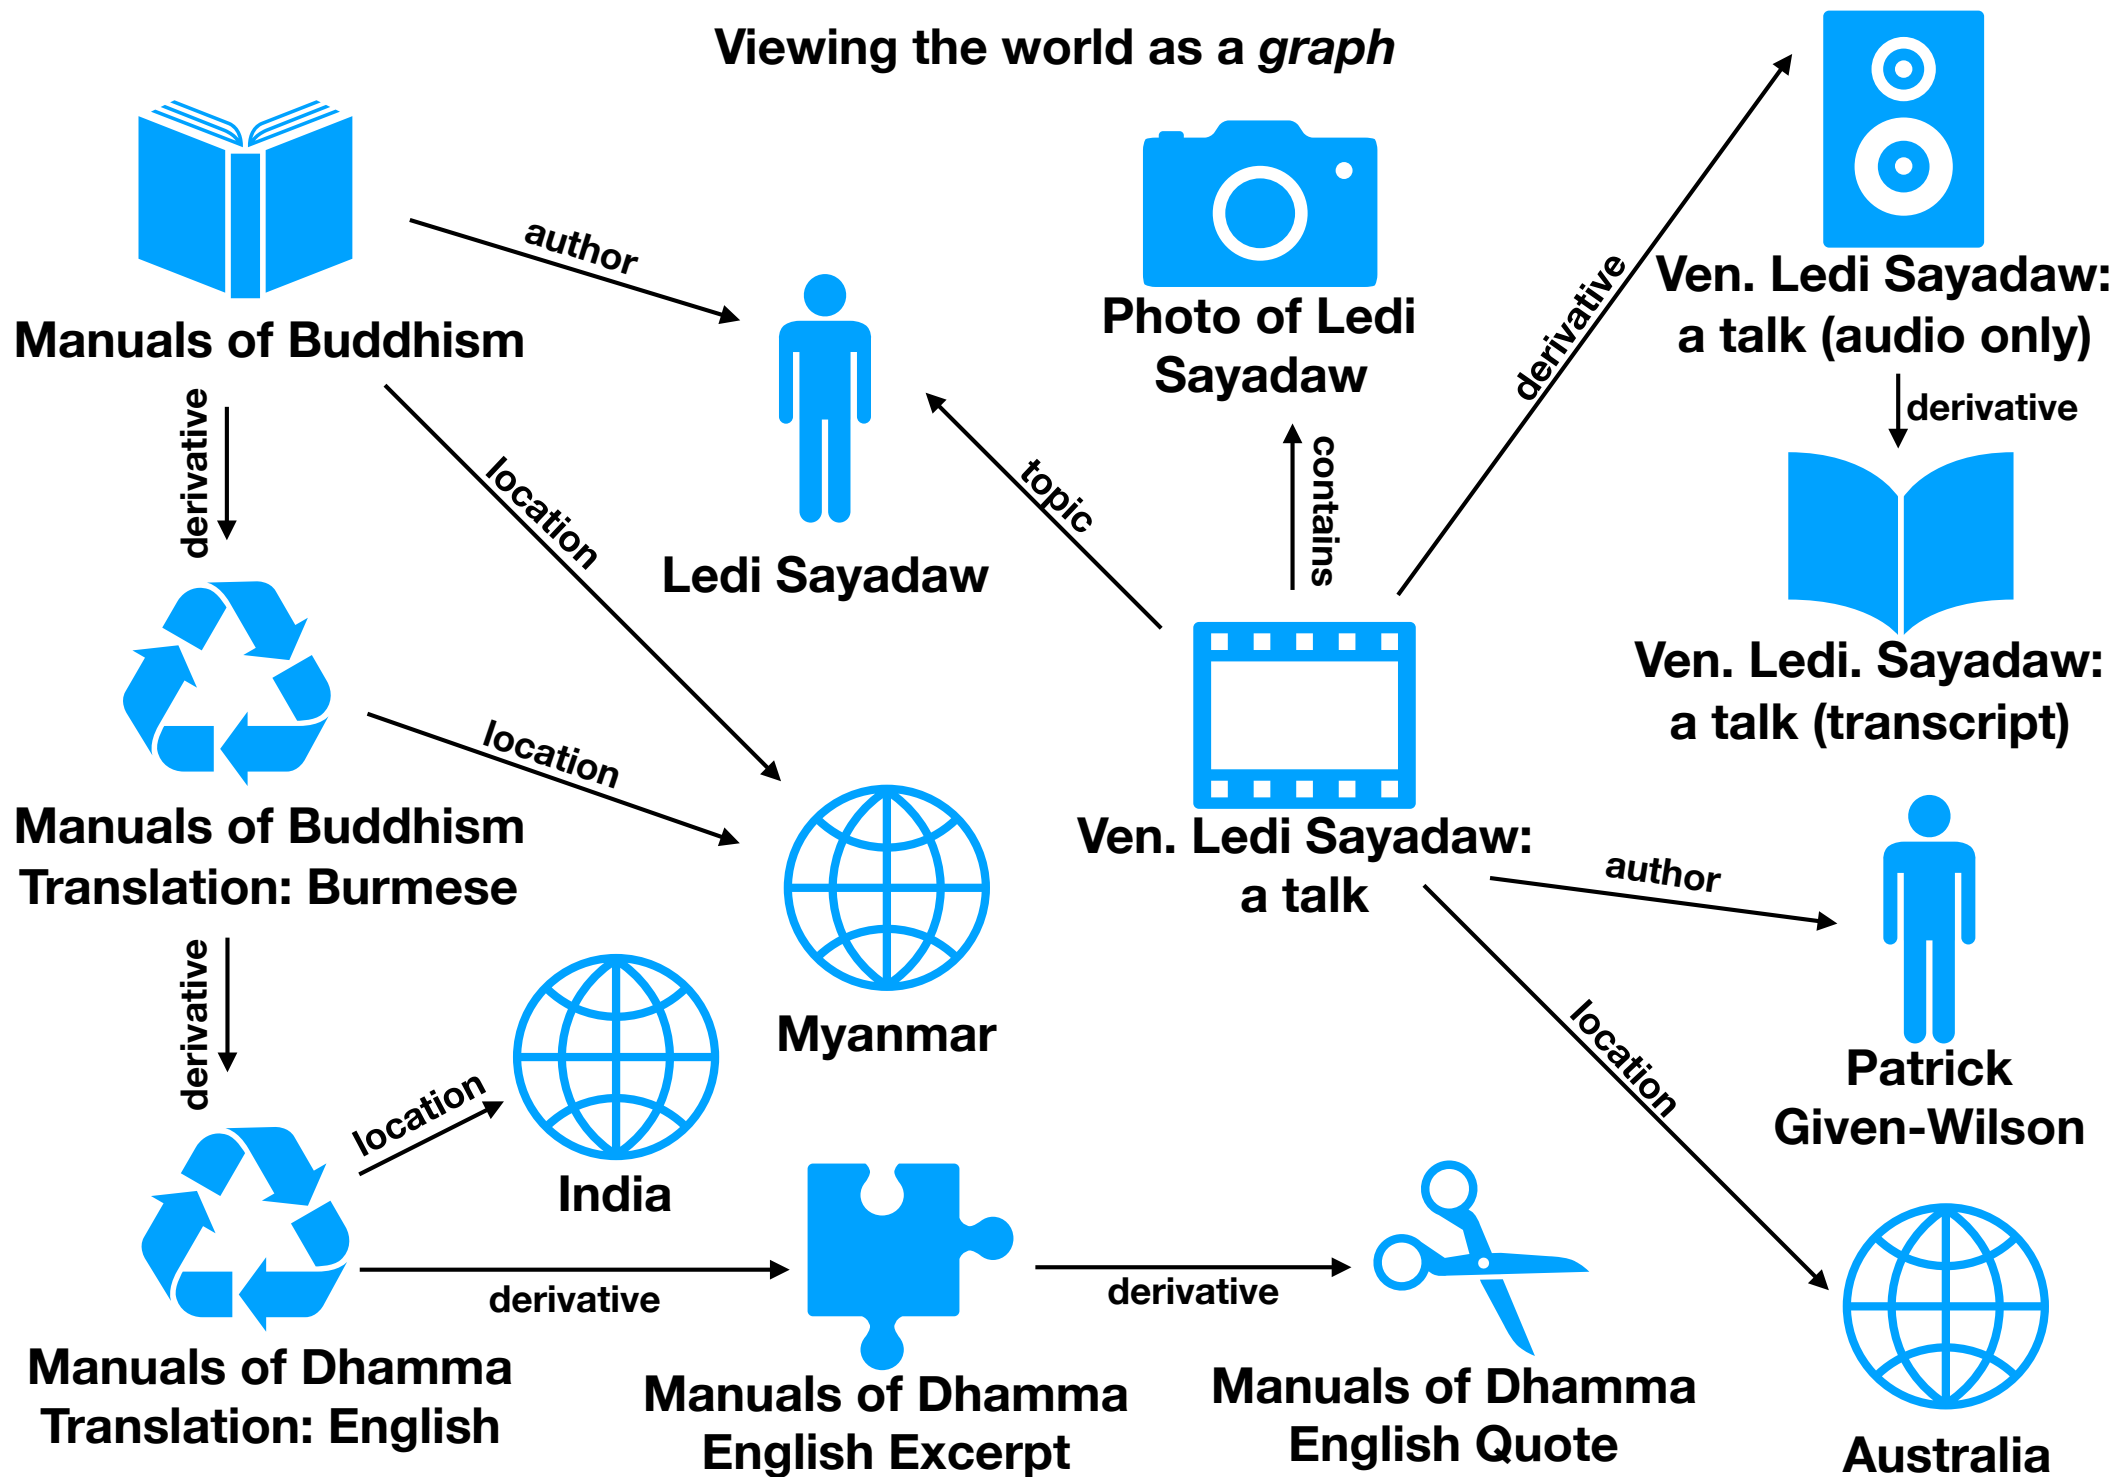 Viewing the world as a graph
Manuals of Buddhism
author
Ledi Sayadaw
Photo of Ledi
Sayadaw
derivative
Ven. Ledi Sayadaw:
a talk (audio only)
derivative
derivative
location
topic
contains
Ven. Ledi. Sayadaw:
a talk (transcript)
Manuals of Buddhism
Translation: Burmese
location
Myanmar
Ven. Ledi Sayadaw:
a talk
author
Patrick
Given-Wilson
location
Australia
derivative
location
India
Manuals of Dhamma
Translation: English
derivative
Manuals of Dhamma
English Excerpt
derivative
Manuals of Dhamma
English Quote